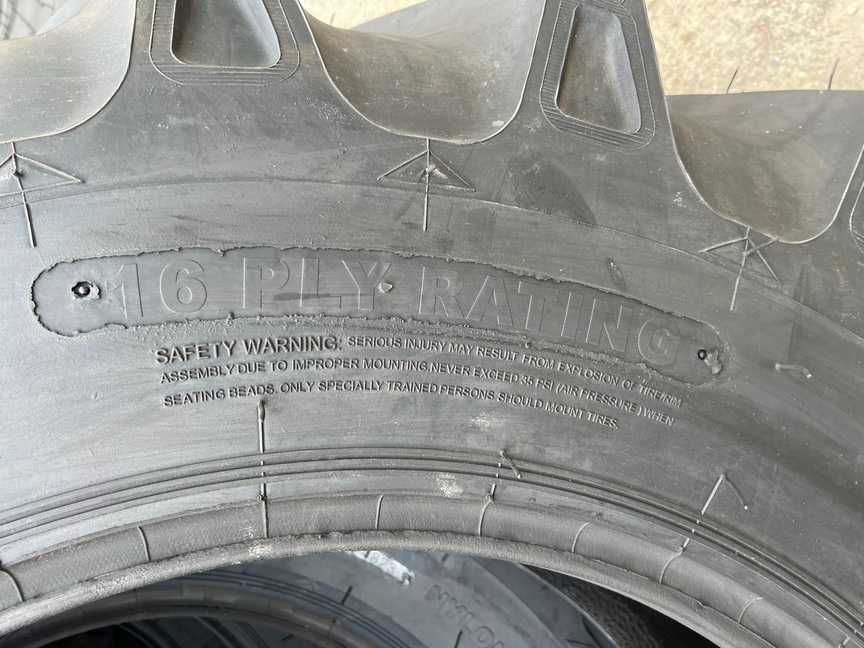 16 PLY RATING
SAFETY WARNING: SERIOUS INJURY MAY RESULT FROM EXPLOSION OF TIRE/RIM
ASSEMBLY DUE TO IMPROPER MOUNTING. NEVER EXCEED 35 PSI (AIR PRESSURE) WHEN
SEATING BEADS. ONLY SPECIALLY TRAINED PERSONS SHOULD MOUNT TIRES.
NYLON